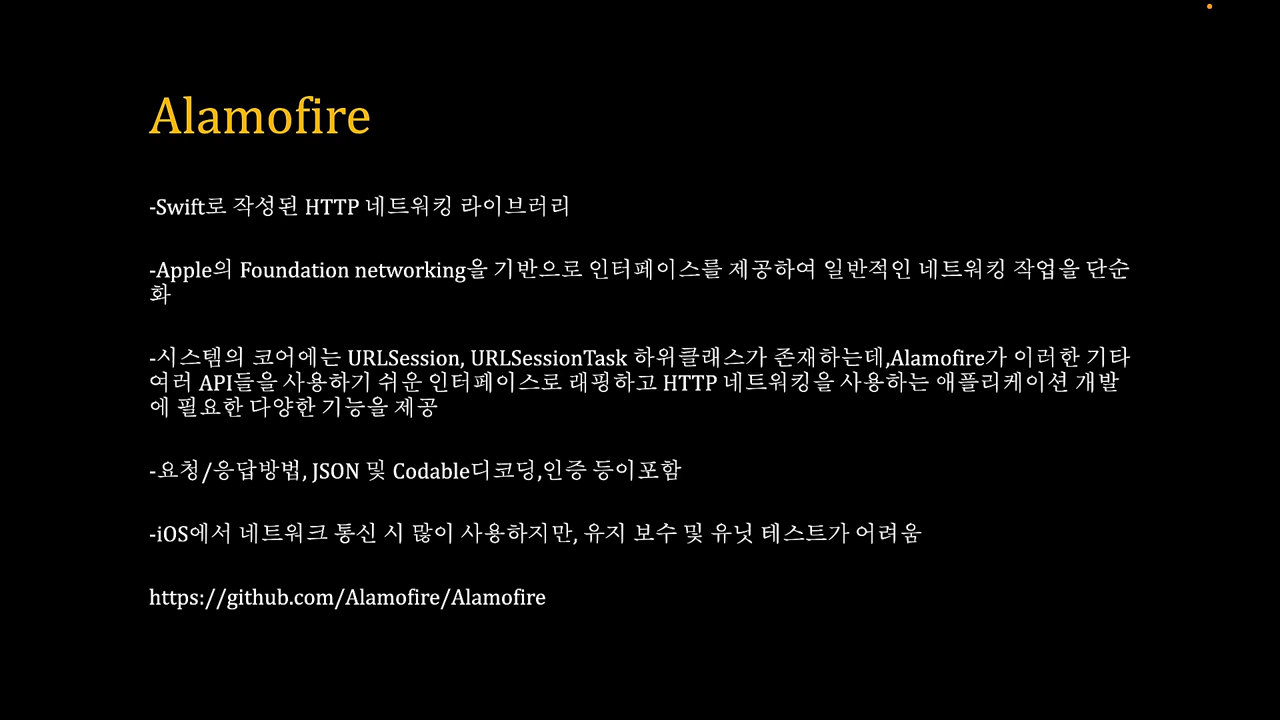 Alamofire
-Swift로 작성된 HTTP 네트워킹 라이브러리
-Apple의 Foundation networking을 기반으로 인터페이스를 제공하여 일반적인 네트워킹 작업을 단순
화
-시스템의 코어에는 URLSession, URLSessionTask 하위클래스가 존재하는데,Alamofire가 이러한 기타
여러 API들을 사용하기 쉬운 인터페이스로 래핑하고 HTTP 네트워킹을 사용하는 애플리케이션 개발
에 필요한 다양한 기능을 제공
-요청/응답방법, JSON 및 Codable디코딩,인증 등이포함
-iOS에서 네트워크 통신 시 많이 사용하지만, 유지 보수 및 유닛 테스트가 어려움
https://github.com/Alamofire/Alamofire